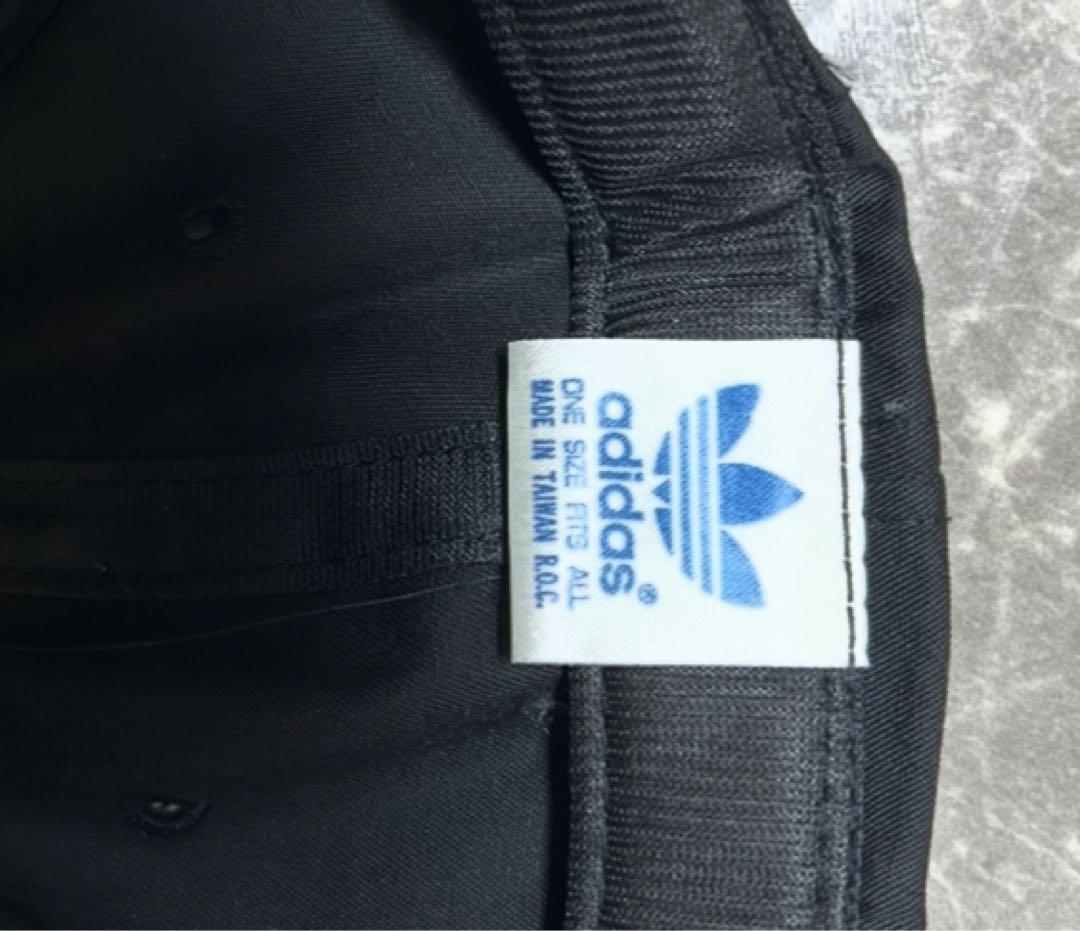 adidas®
ONE SIZE FITS ALL
MADE IN TAIWAN R.O.C.